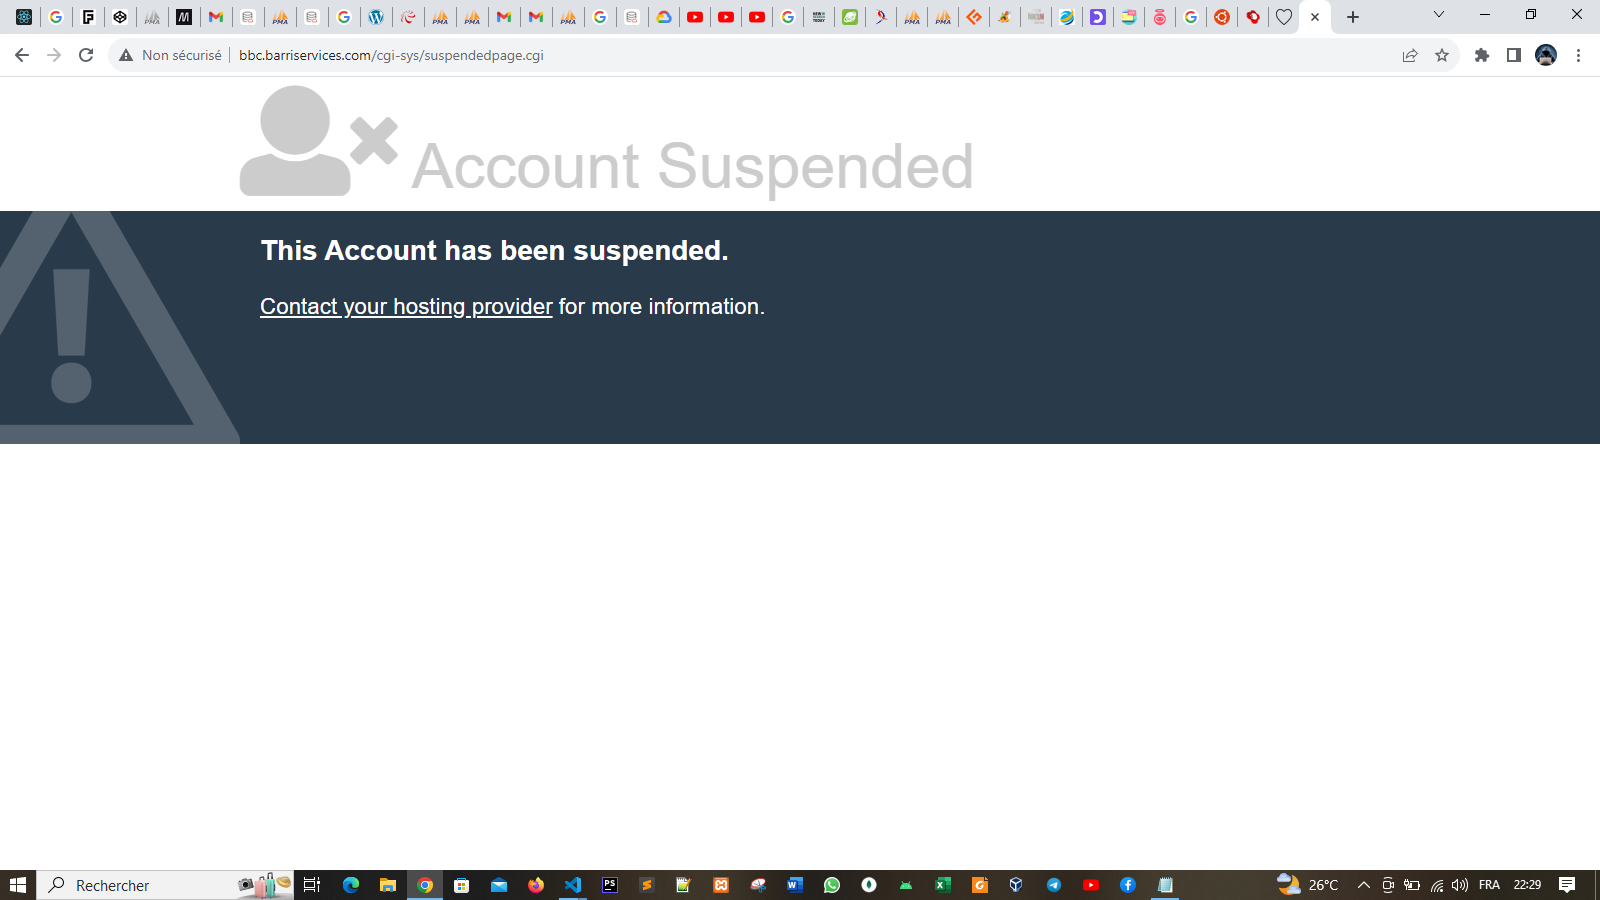 Non sécurisé
bbc.barriservices.com/cgi-sys/suspendedpage.cgi
Account Suspended
This Account has been suspended.
Contact your hosting provider for more information.
Rechercher
26°C
FRA
22:29